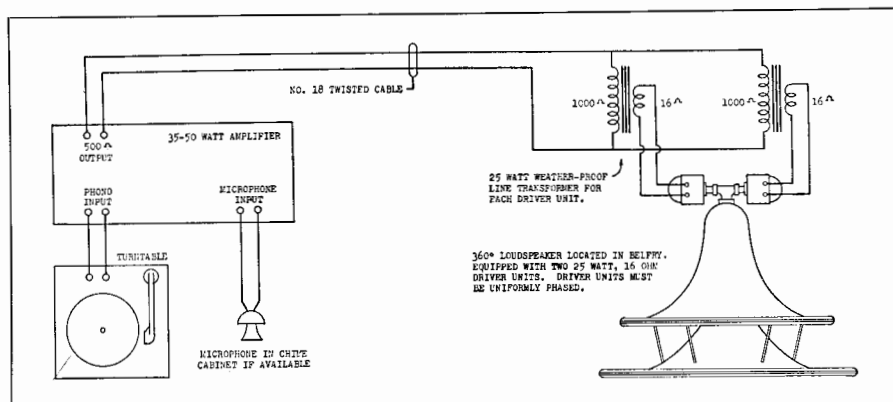 NO. 18 TWISTED CABLE
1000 Ω
16 Ω
1000 Ω
16 Ω
35-50 WATT AMPLIFIER
500 Ω
OUTPUT
PHONO
INPUT
MICROPHONE
INPUT
25 WATT WEATHER-PROOF
LINE TRANSFORMER FOR
EACH DRIVER UNIT.
TURNTABLE
360° LOUDSPEAKER LOCATED IN BELFRY.
EQUIPPED WITH TWO 25 WATT, 16 OHM
DRIVER UNITS. DRIVER UNITS MUST
BE UNIFORMLY PHASED.
MICROPHONE IN CHIME
CABINET IF AVAILABLE